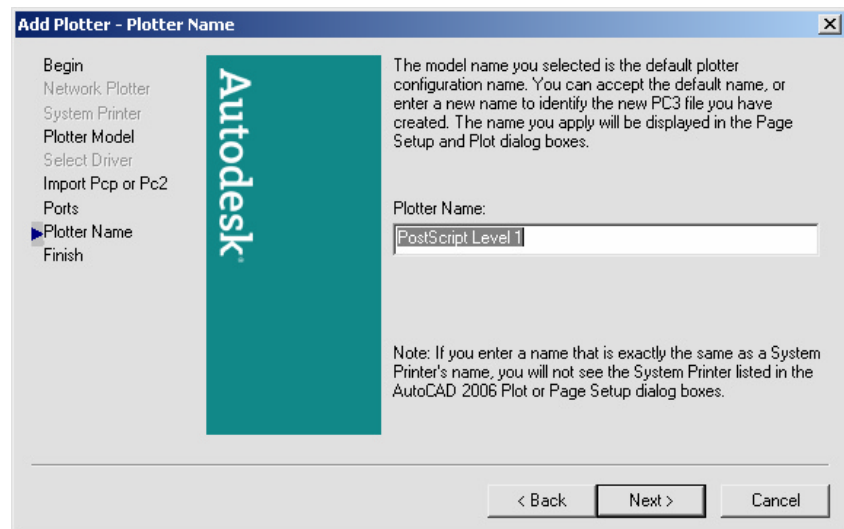 Add Plotter - Plotter Name
Begin
Network Plotter
System Printer
Plotter Model
Select Driver
Import Pcp or Pc2
Ports
Plotter Name
Finish
Autodesk
The model name you selected is the default plotter
configuration name. You can accept the default name, or
enter a new name to identify the new PC3 file you have
created. The name you apply will be displayed in the Page
Setup and Plot dialog boxes.
Plotter Name:
PostScript Level 1
Note: If you enter a name that is exactly the same as a System
Printer's name, you will not see the System Printer listed in the
AutoCAD 2006 Plot or Page Setup dialog boxes.
< Back
Next >
Cancel